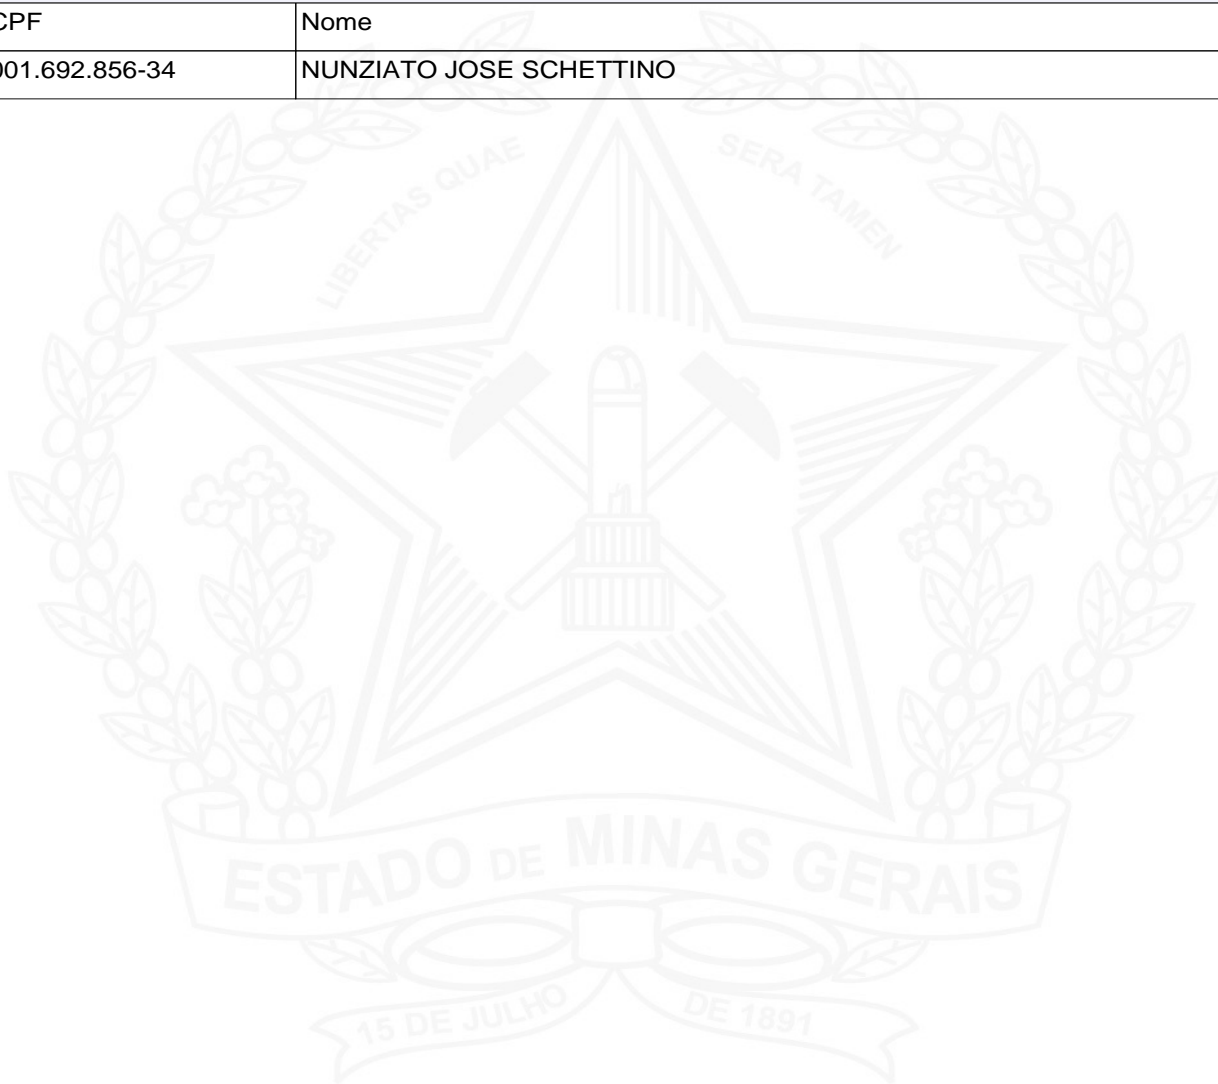 CPF Nome
001.692.856-34 NUNZIATO JOSE SCHETTINO
LIBERTAS QUAE SERA TAMEN
ESTADO DE MINAS GERAIS
15 DE JULHO DE 1891